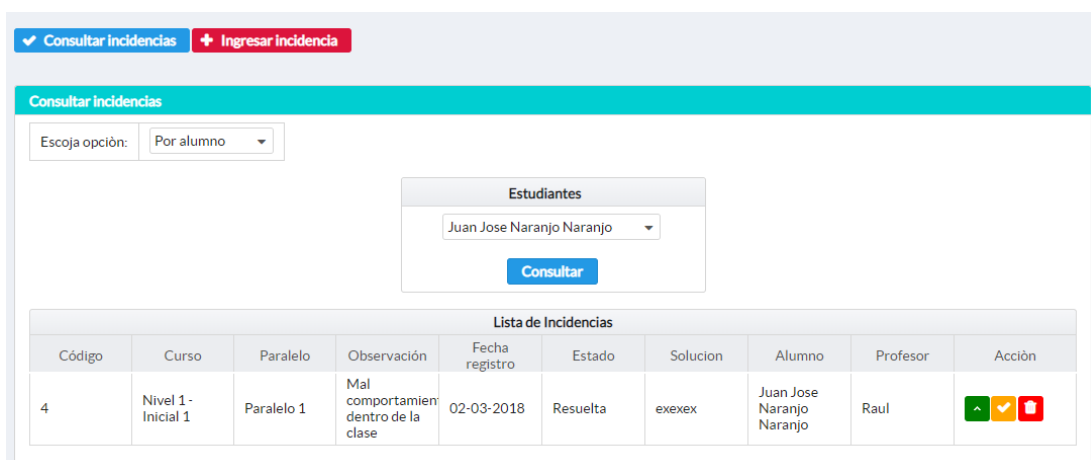 Consultar incidencias Ingresar incidencia
Consultar incidencias
Escoja opciòn: Por alumno
Estudiantes
Juan Jose Naranjo Naranjo
Consultar
Lista de Incidencias
Código Curso Paralelo Observación Fecha registro Estado Solucion Alumno Profesor Acciòn
4 Nivel 1 - Inicial 1 Paralelo 1 Mal comportamien dentro de la clase 02-03-2018 Resuelta exexex Juan Jose Naranjo Naranjo Raul